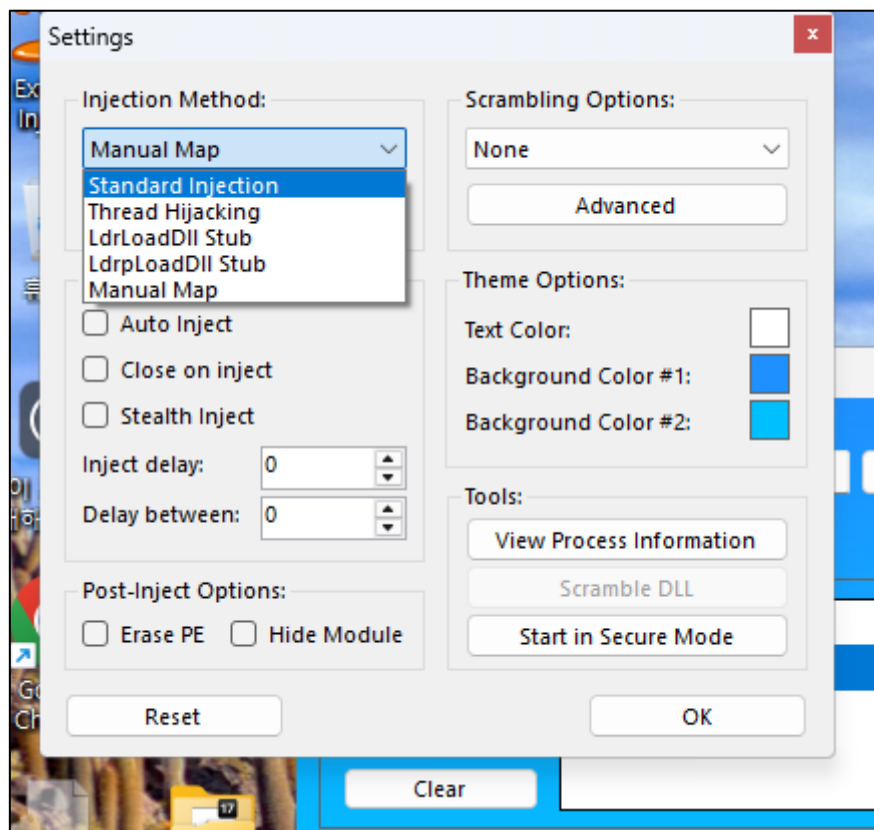 Settings
x
Injection Method:
Manual Map
Standard Injection
Thread Hijacking
LdrLoadDll Stub
LdrpLoadDll Stub
Manual Map
Auto Inject
Close on inject
Stealth Inject
Inject delay:
0
Delay between:
0
Post-Inject Options:
Erase PE
Hide Module
Reset
Scrambling Options:
None
Advanced
Theme Options:
Text Color:
Background Color #1:
Background Color #2:
Tools:
View Process Information
Scramble DLL
Start in Secure Mode
OK
Clear
17